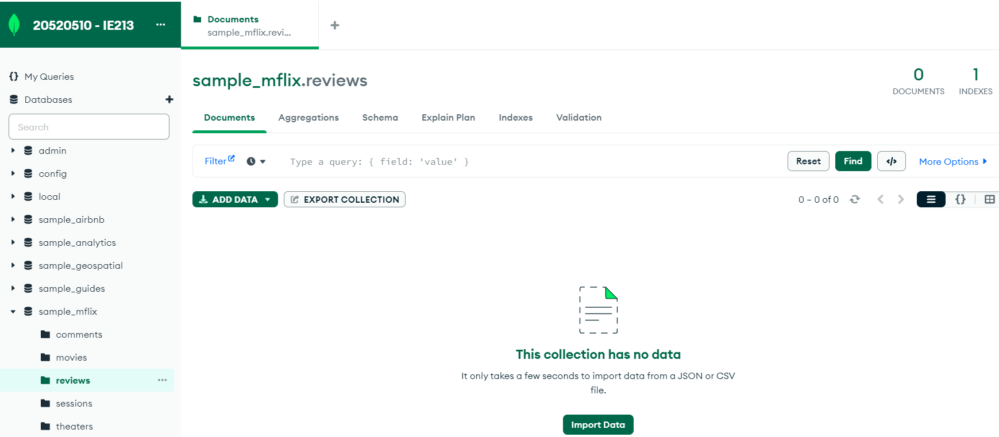 20520510 - IE213
...
My Queries
Databases
Search
admin
config
local
sample_airbnb
sample_analytics
sample_geospatial
sample_guides
sample_mflix
comments
movies
reviews
...
sessions
theaters
Documents
sample_mflix.revi...
+
sample_mflix.reviews
0
DOCUMENTS
1
INDEXES
Documents Aggregations Schema Explain Plan Indexes Validation
Filter Type a query: { field: 'value' } Reset Find </> More Options
ADD DATA EXPORT COLLECTION 0 – 0 of 0 {}
This collection has no data
It only takes a few seconds to import data from a JSON or CSV
file.
Import Data